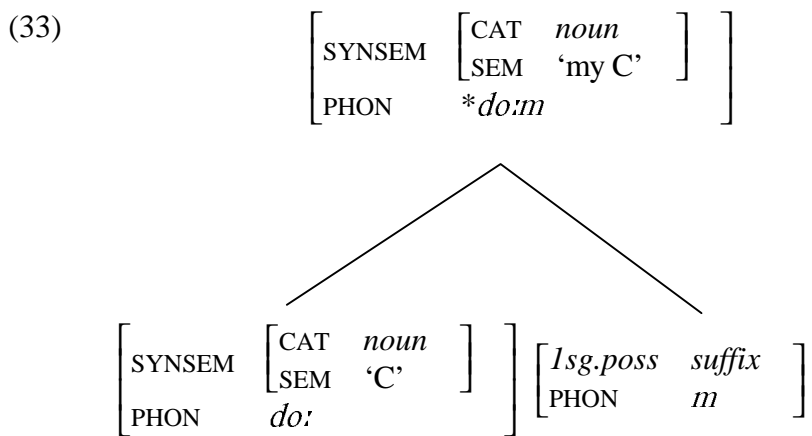 (33)
SYNSEM CAT noun
SEM ‘my C’
PHON *do:m
SYNSEM CAT noun
SEM ‘C’
PHON do:
1sg.poss suffix
PHON m